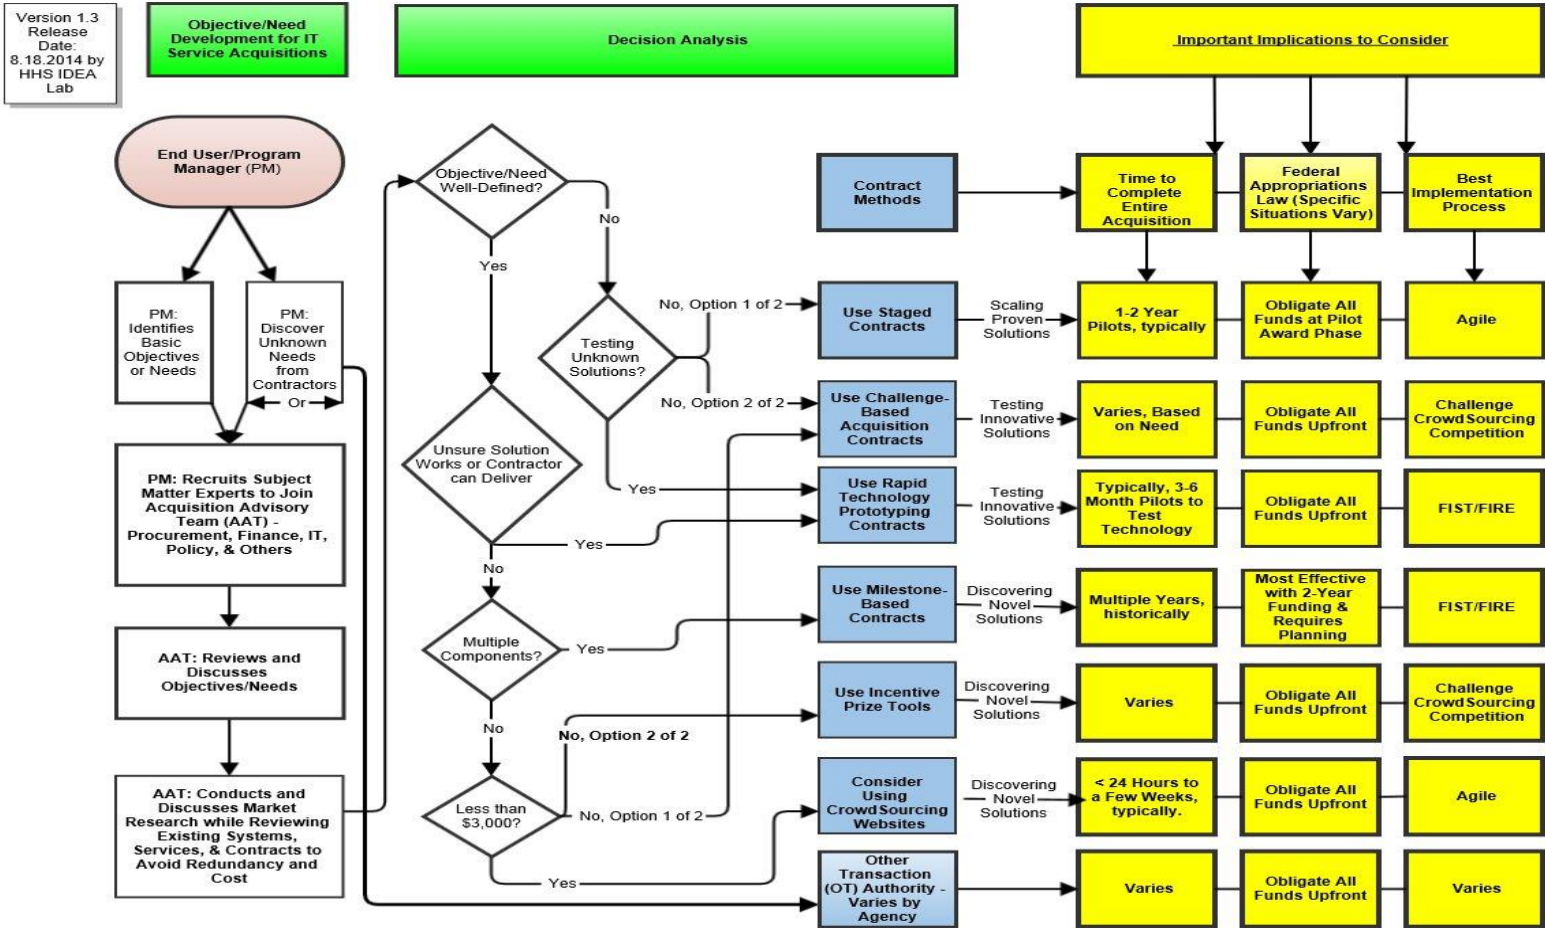 Version 1.3
Release
Date:
8.18.2014 by
HHS IDEA
Lab
Objective/Need
Development for IT
Service Acquisitions
Decision Analysis
Important Implications to Consider
End User/Program
Manager (PM)
PM:
Identifies
Basic
Objectives
or Needs
PM:
Discover
Unknown
Needs
from
Contractors
Or
PM: Recruits Subject
Matter Experts to Join
Acquisition Advisory
Team (AAT) -
Procurement, Finance, IT,
Policy, & Others
AAT: Reviews and
Discusses
Objectives/Needs
AAT: Conducts and
Discusses Market
Research while Reviewing
Existing Systems,
Services, & Contracts to
Avoid Redundancy and
Cost
Objective/Need
Well-Defined?
No
Yes
Testing
Unknown
Solutions?
No, Option 1 of 2
No, Option 2 of 2
Yes
Unsure Solution
Works or Contractor
can Deliver
Yes
No
Multiple
Components?
Yes
No
Less than
$3,000?
No, Option 2 of 2
No, Option 1 of 2
Yes
Contract
Methods
Time to
Complete
Entire
Acquisition
Federal
Appropriations
Law (Specific
Situations Vary)
Best
Implementation
Process
Use Staged
Contracts
Scaling
Proven
Solutions
1-2 Year
Pilots, typically
Obligate All
Funds at Pilot
Award Phase
Agile
Use Challenge-
Based
Acquisition
Contracts
Testing
Innovative
Solutions
Varies, Based
on Need
Obligate All
Funds Upfront
Challenge
CrowdSourcing
Competition
Use Rapid
Technology
Prototyping
Contracts
Testing
Innovative
Solutions
Typically, 3-6
Month Pilots to
Test
Technology
Obligate All
Funds Upfront
FIST/FIRE
Use Milestone-
Based
Contracts
Discovering
Novel
Solutions
Multiple Years,
historically
Most Effective
with 2-Year
Funding &
Requires
Planning
FIST/FIRE
Use Incentive
Prize Tools
Discovering
Novel
Solutions
Varies
Obligate All
Funds Upfront
Challenge
CrowdSourcing
Competition
Consider
Using
CrowdSourcing
Websites
Discovering
Novel
Solutions
< 24 Hours to
a Few Weeks,
typically.
Obligate All
Funds Upfront
Agile
Other
Transaction
(OT) Authority -
Varies by
Agency
Varies
Obligate All
Funds Upfront
Varies